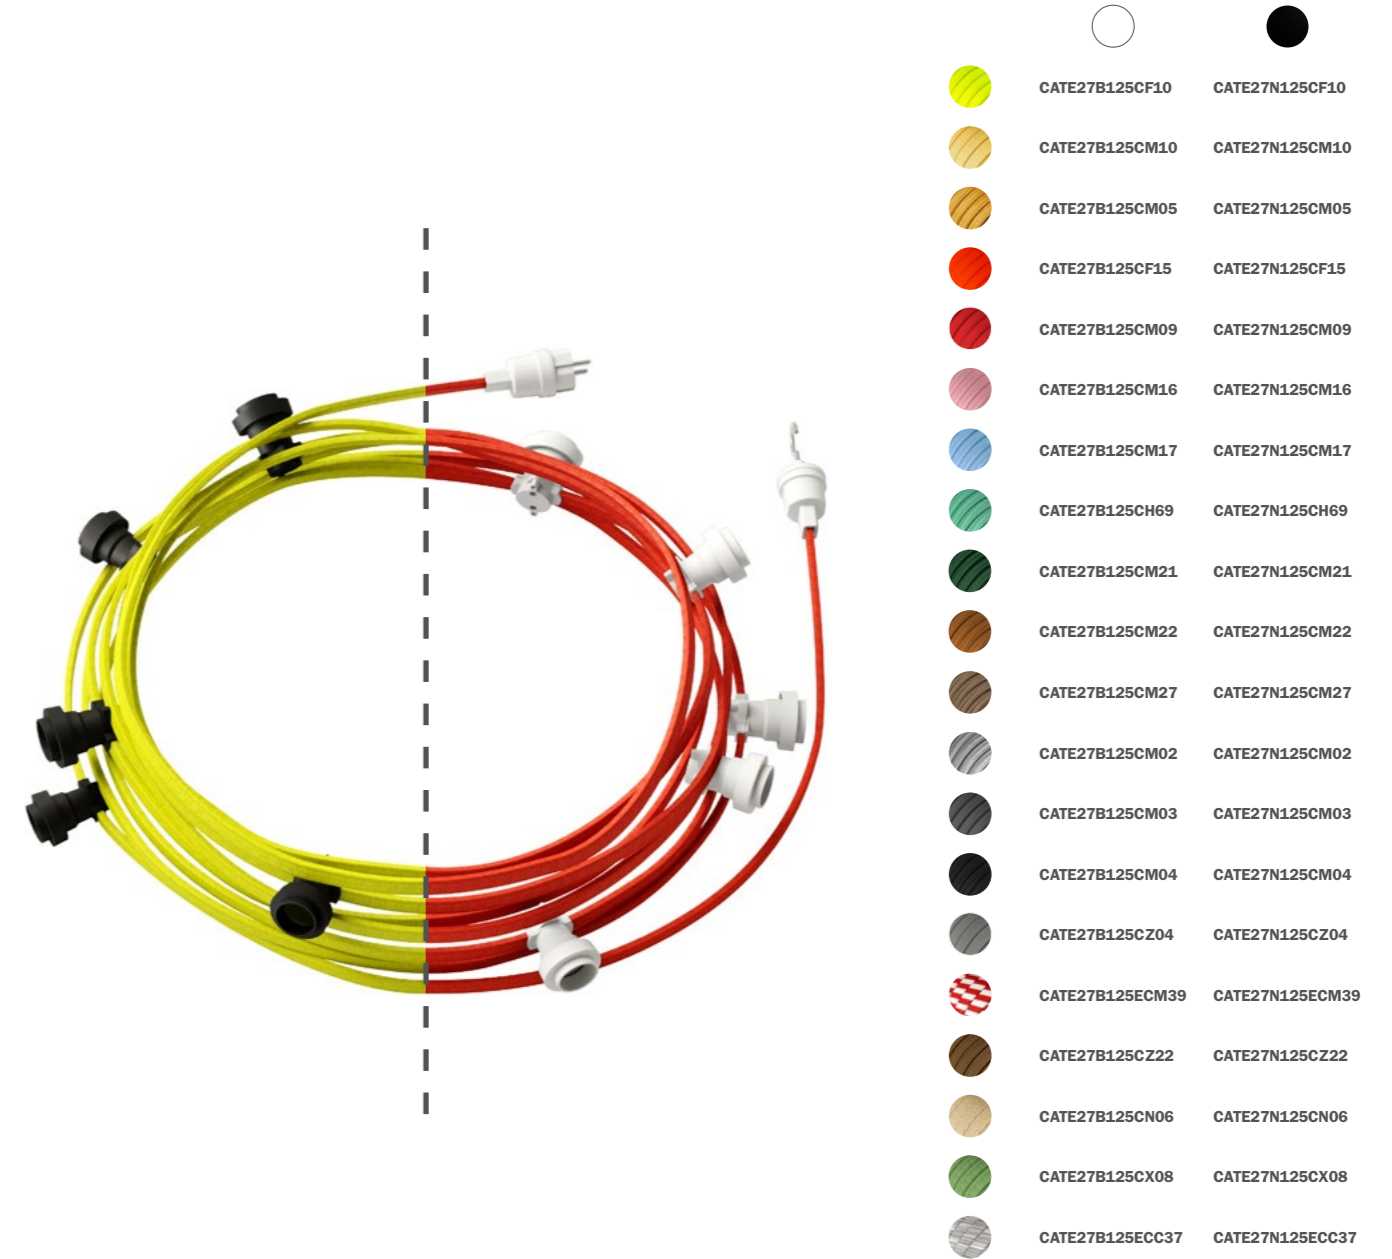 CATE27B125CF10 CATE27N125CF10
CATE27B125CM10 CATE27N125CM10
CATE27B125CM05 CATE27N125CM05
CATE27B125CF15 CATE27N125CF15
CATE27B125CM09 CATE27N125CM09
CATE27B125CM16 CATE27N125CM16
CATE27B125CM17 CATE27N125CM17
CATE27B125CH69 CATE27N125CH69
CATE27B125CM21 CATE27N125CM21
CATE27B125CM22 CATE27N125CM22
CATE27B125CM27 CATE27N125CM27
CATE27B125CM02 CATE27N125CM02
CATE27B125CM03 CATE27N125CM03
CATE27B125CM04 CATE27N125CM04
CATE27B125CZ04 CATE27N125CZ04
CATE27B125ECM39 CATE27N125ECM39
CATE27B125CZ22 CATE27N125CZ22
CATE27B125CN06 CATE27N125CN06
CATE27B125CX08 CATE27N125CX08
CATE27B125ECC37 CATE27N125ECC37